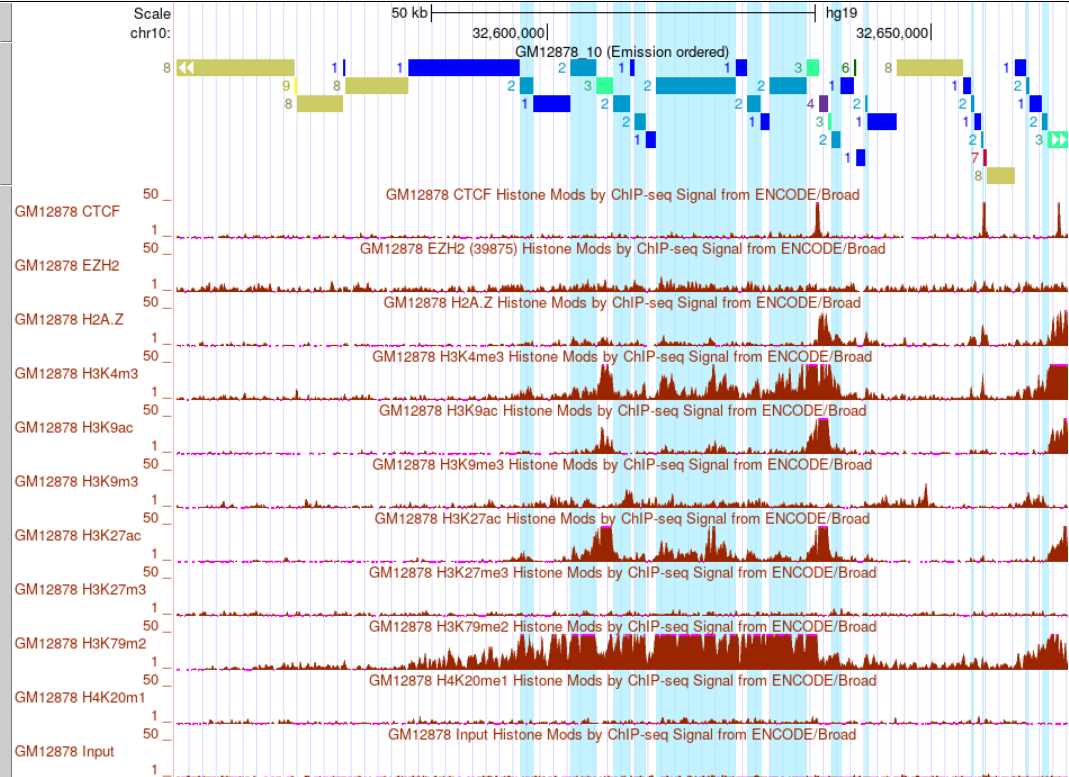 Scale 50 kb hg19
chr10: 32,600,000 32,650,000
GM12878_10 (Emission ordered)
8 1 1 2 1 1 3 6 8 1
9 8 2 3 2 2 1 1 2
8 1 2 2 4 2 2 1
2 1 3 1 1 2
1 2 2 3
1 7
8
GM12878 CTCF Histone Mods by ChIP-seq Signal from ENCODE/Broad
50
GM12878 CTCF
1
GM12878 EZH2 (39875) Histone Mods by ChIP-seq Signal from ENCODE/Broad
50
GM12878 EZH2
1
GM12878 H2A.Z Histone Mods by ChIP-seq Signal from ENCODE/Broad
50
GM12878 H2A.Z
1
GM12878 H3K4me3 Histone Mods by ChIP-seq Signal from ENCODE/Broad
50
GM12878 H3K4m3
1
GM12878 H3K9ac Histone Mods by ChIP-seq Signal from ENCODE/Broad
50
GM12878 H3K9ac
1
GM12878 H3K9me3 Histone Mods by ChIP-seq Signal from ENCODE/Broad
50
GM12878 H3K9m3
1
GM12878 H3K27ac Histone Mods by ChIP-seq Signal from ENCODE/Broad
50
GM12878 H3K27ac
1
GM12878 H3K27me3 Histone Mods by ChIP-seq Signal from ENCODE/Broad
50
GM12878 H3K27m3
1
GM12878 H3K79me2 Histone Mods by ChIP-seq Signal from ENCODE/Broad
50
GM12878 H3K79m2
1
GM12878 H4K20me1 Histone Mods by ChIP-seq Signal from ENCODE/Broad
50
GM12878 H4K20m1
1
GM12878 Input Histone Mods by ChIP-seq Signal from ENCODE/Broad
50
GM12878 Input
1